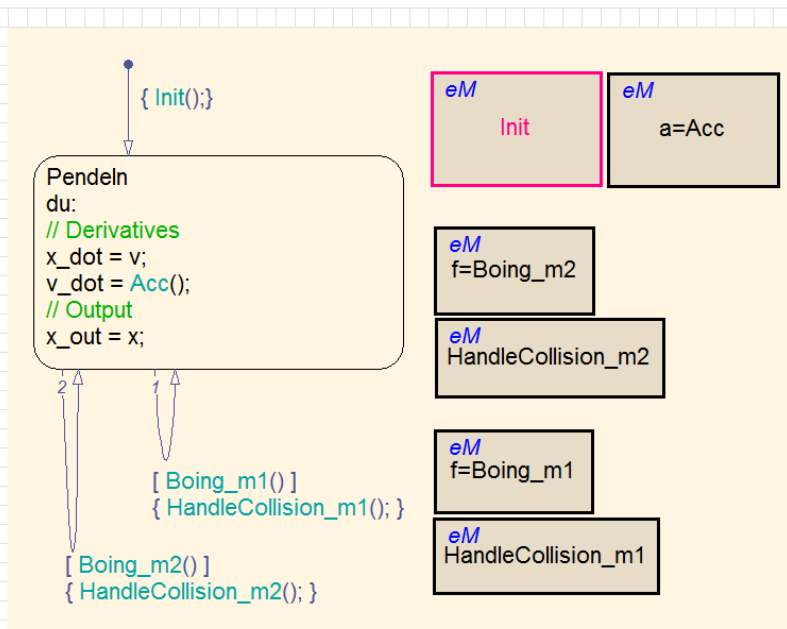 { Init();}
Pendeln
du:
// Derivatives
x_dot = v;
v_dot = Acc();
// Output
x_out = x;
2
1
[ Boing_m1() ]
{ HandleCollision_m1(); }
[ Boing_m2() ]
{ HandleCollision_m2(); }
eM
Init
eM
a=Acc
eM
f=Boing_m2
eM
HandleCollision_m2
eM
f=Boing_m1
eM
HandleCollision_m1